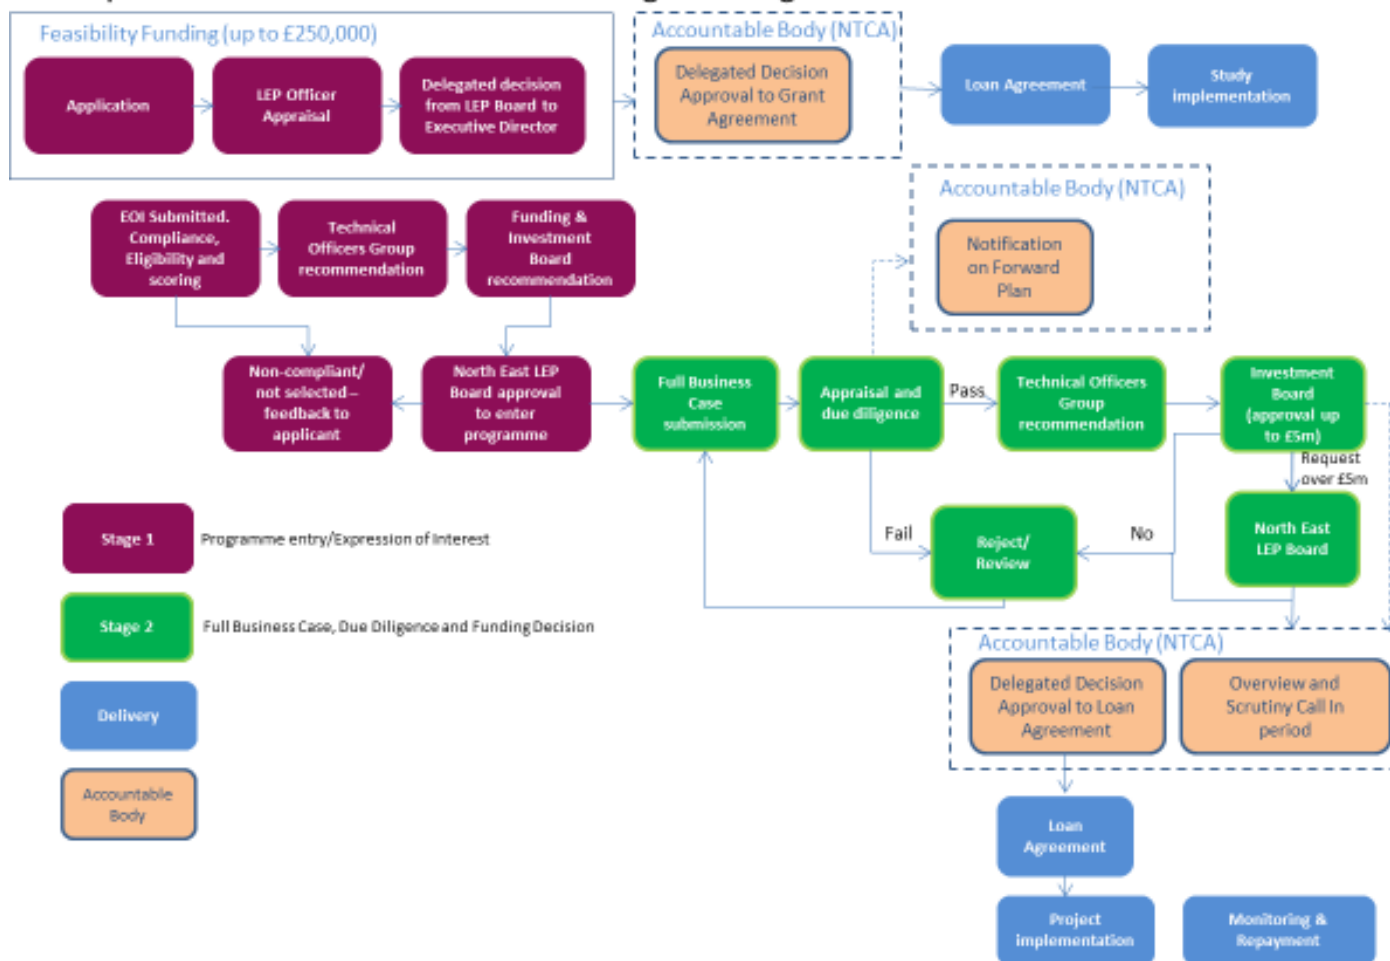 Feasibility Funding (up to £250,000)
Application
LEP Officer
Appraisal
Delegated decision
from LEP Board to
Executive Director
Accountable Body (NTCA)
Delegated Decision
Approval to Grant
Agreement
Loan Agreement
Study
implementation
EOI Submitted.
Compliance,
Eligibility and
scoring
Technical
Officers Group
recommendation
Funding &
Investment
Board
recommendation
Accountable Body (NTCA)
Notification
on Forward
Plan
Non-compliant/
not selected –
feedback to
applicant
North East LEP
Board approval
to enter
programme
Full Business
Case
submission
Appraisal and
due diligence
Pass
Technical Officers
Group
recommendation
Investment
Board
(approval up
to £5m)
Request
over £5m
Fail
Reject/
Review
No
North East
LEP Board
Stage 1
Programme entry/Expression of Interest
Stage 2
Full Business Case, Due Diligence and Funding Decision
Delivery
Accountable
Body
Accountable Body (NTCA)
Delegated Decision
Approval to Loan
Agreement
Overview and
Scrutiny Call In
period
Loan
Agreement
Project
implementation
Monitoring &
Repayment